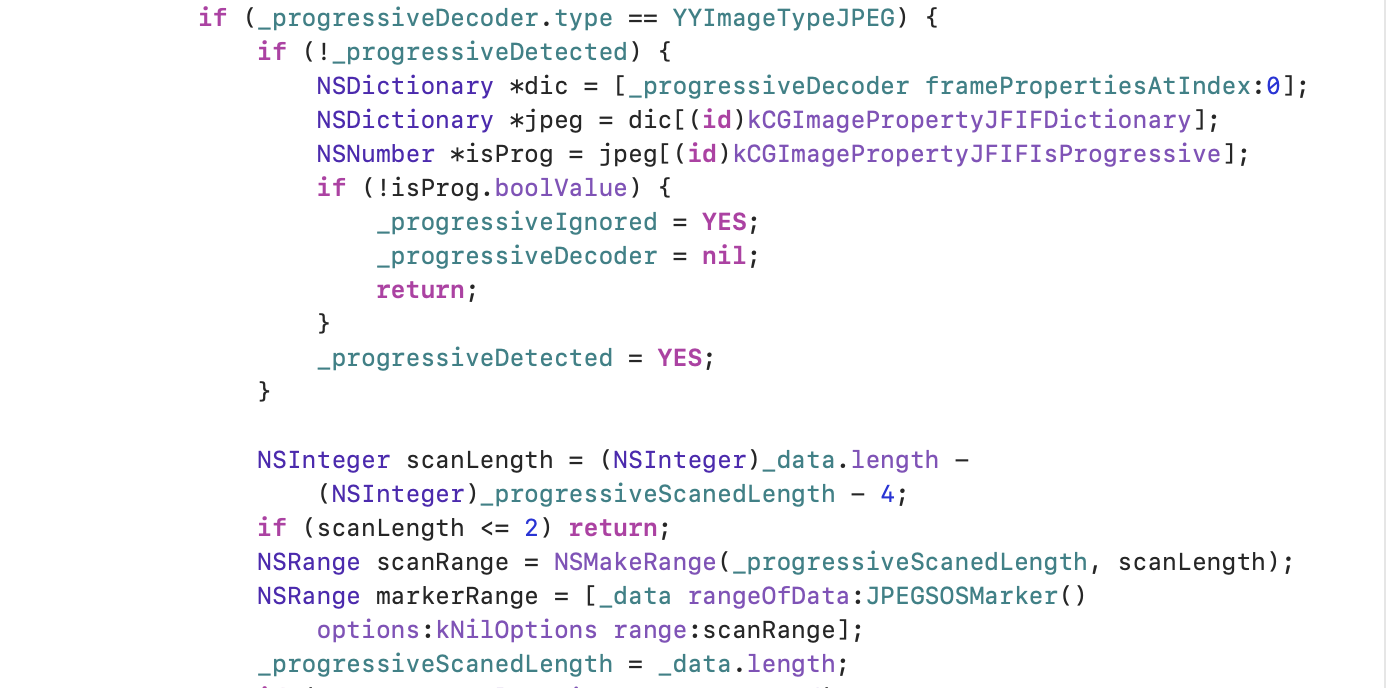 if (_progressiveDecoder.type == YYImageTypeJPEG) {
if (!_progressiveDetected) {
NSDictionary *dic = [_progressiveDecoder framePropertiesAtIndex:0];
NSDictionary *jpeg = dic[(id)kCGImagePropertyJFIFDictionary];
NSNumber *isProg = jpeg[(id)kCGImagePropertyJFIFIsProgressive];
if (!isProg.boolValue) {
_progressiveIgnored = YES;
_progressiveDecoder = nil;
return;
}
_progressiveDetected = YES;
}
NSInteger scanLength = (NSInteger)_data.length -
(NSInteger)_progressiveScanedLength - 4;
if (scanLength <= 2) return;
NSRange scanRange = NSMakeRange(_progressiveScanedLength, scanLength);
NSRange markerRange = [_data rangeOfData:JPEGSOSMarker()
options:kNilOptions range:scanRange];
_progressiveScanedLength = _data.length;